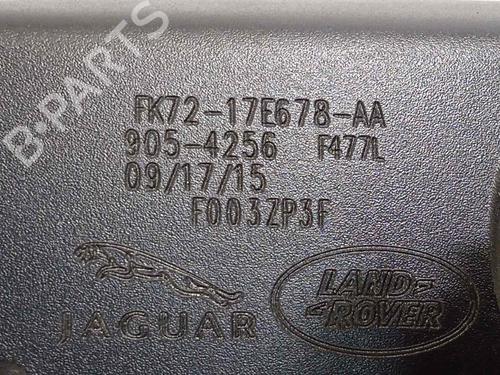 B-PARTS
FK72-17E678-AA
905-4256 F477L
09/17/15
F003ZP3F
JAGUAR
LAND-
-ROVER